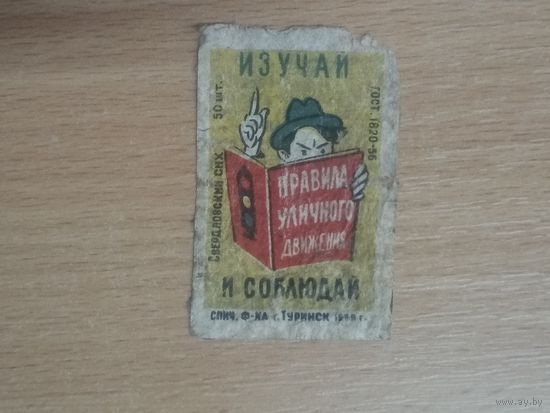 ИЗУЧАЙ
50 шт.
СВЕРДЛОВСКИЙ СНХ
ГОСТ. 1820-56
ПРАВИЛА
УЛИЧНОГО
ДВИЖЕНИЯ
И СОБЛЮДАЙ
СПИЧ. Ф-КА г. ТУРИНСК
www.ay.by